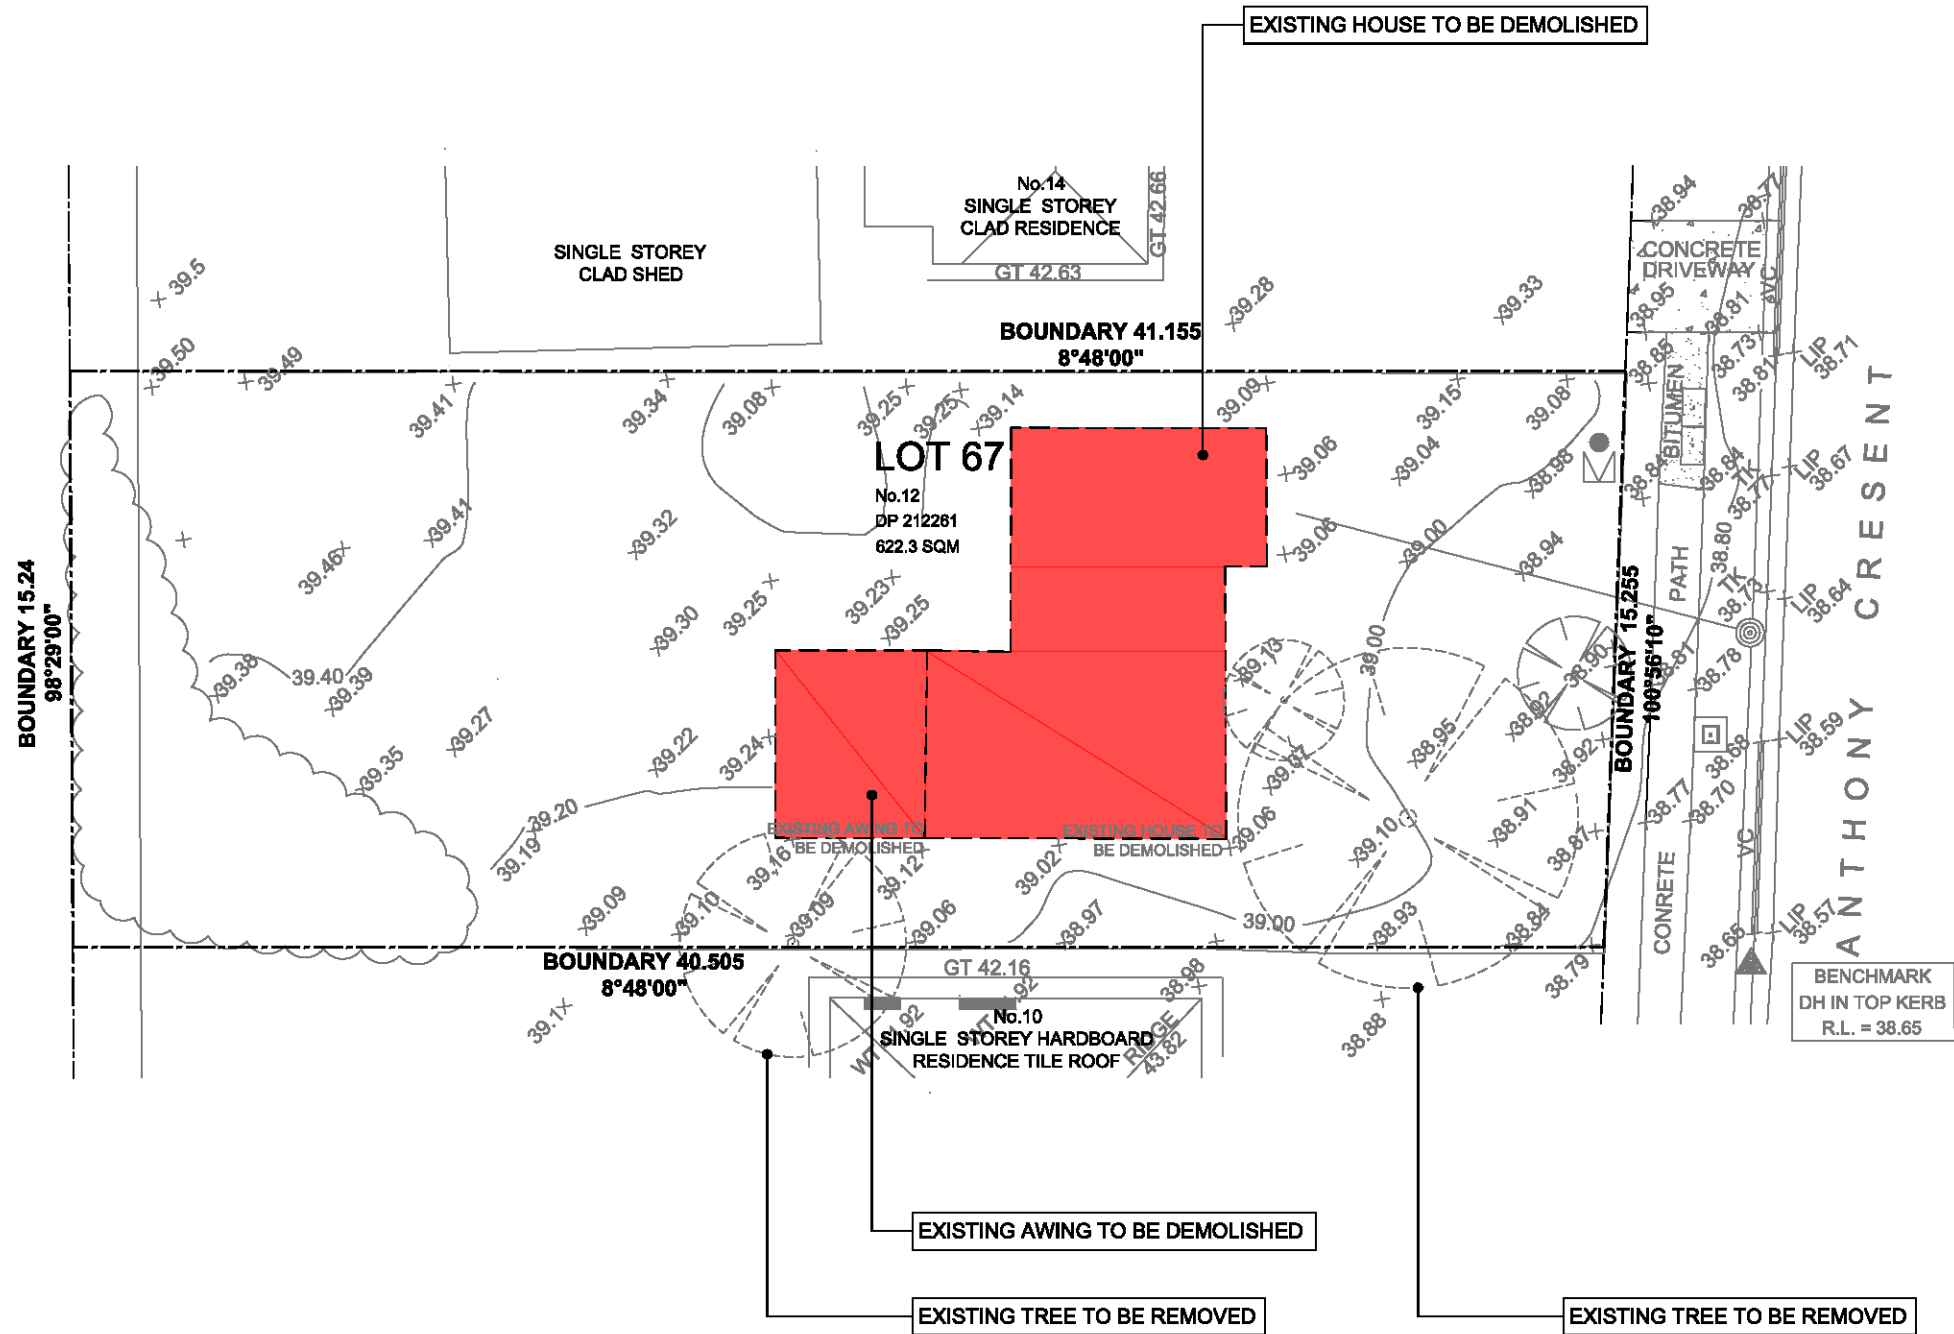 EXISTING HOUSE TO BE DEMOLISHED
No.14
SINGLE STOREY
CLAD RESIDENCE
GT 42.66
GT 42.63
SINGLE STOREY
CLAD SHED
38.94
38.77
CONCRETE
DRIVEWAY
VC
39.5
39.28
39.33
38.95
38.81
BOUNDARY 41.155
8°48'00"
39.50
39.49
38.85
38.73
38.81
LIP
38.71
39.41
39.34
39.08
39.25
39.25
39.14
39.09
39.15
39.08
BITUMEN
LOT 67
No.12
DP 212261
622.3 SQM
39.06
39.04
38.98
38.84
38.84
TK
38.77
LIP
38.67
39.41
39.32
39.46
39.06
39.00
38.94
38.80
PATH
TK
38.73
LIP
38.64
BOUNDARY 15.24
98°29'00"
39.30
39.25
39.23
39.25
39.00
BOUNDARY 15.255
100°56'10"
39.38
39.40
39.39
39.13
38.90
38.81
38.78
39.27
39.35
39.22
39.24
39.07
38.95
38.92
38.92
38.68
LIP
38.59
ANTHONY CRESENT
39.20
39.19
EXISTING AWING TO
BE DEMOLISHED
EXISTING HOUSE TO
BE DEMOLISHED
39.06
39.10
38.91
38.87
38.77
38.70
VC
39.16
39.12
39.02
39.09
39.10
39.09
39.06
38.97
39.00
38.93
38.84
CONRETE
38.65
LIP
38.57
BOUNDARY 40.505
8°48'00"
GT 42.16
38.98
38.79
BENCHMARK
DH IN TOP KERB
R.L. = 38.65
39.1
No.10
SINGLE STOREY HARDBOARD
RESIDENCE TILE ROOF
RIDGE
43.82
38.88
EXISTING AWING TO BE DEMOLISHED
EXISTING TREE TO BE REMOVED
EXISTING TREE TO BE REMOVED